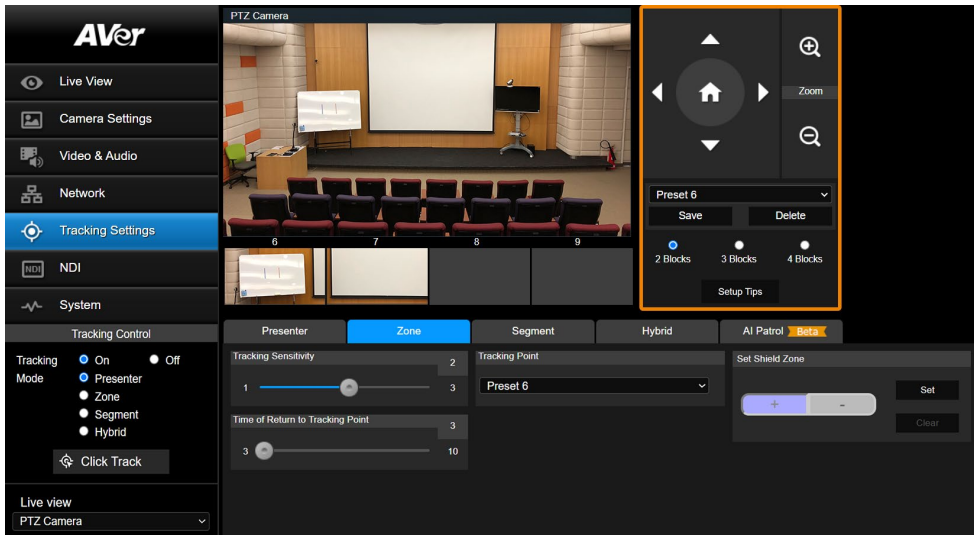 AVer
Live View
Camera Settings
Video & Audio
Network
Tracking Settings
NDI
NDI
System
Tracking Control
Tracking
On
Off
Mode
Presenter
Zone
Segment
Hybrid
Click Track
Live view
PTZ Camera
PTZ Camera
6 7 8 9
Zoom
Preset 6
Save Delete
2 Blocks 3 Blocks 4 Blocks
Setup Tips
Presenter Zone Segment Hybrid AI Patrol Beta
Tracking Sensitivity 2
1 3
Time of Return to Tracking Point 3
3 10
Tracking Point
Preset 6
Set Shield Zone
+ -
Set
Clear